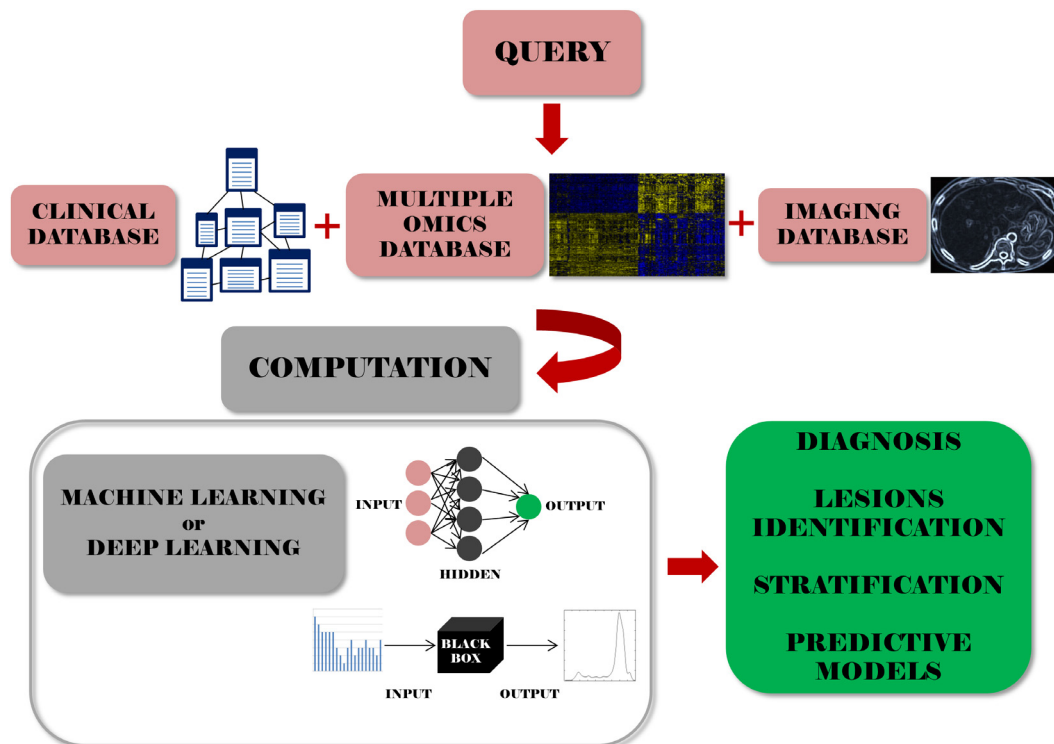 QUERY
CLINICAL
DATABASE
+
MULTIPLE
OMICS
DATABASE
+
IMAGING
DATABASE
COMPUTATION
MACHINE LEARNING
or
DEEP LEARNING
INPUT
OUTPUT
HIDDEN
BLACK
BOX
INPUT
OUTPUT
DIAGNOSIS
LESIONS
IDENTIFICATION
STRATIFICATION
PREDICTIVE
MODELS